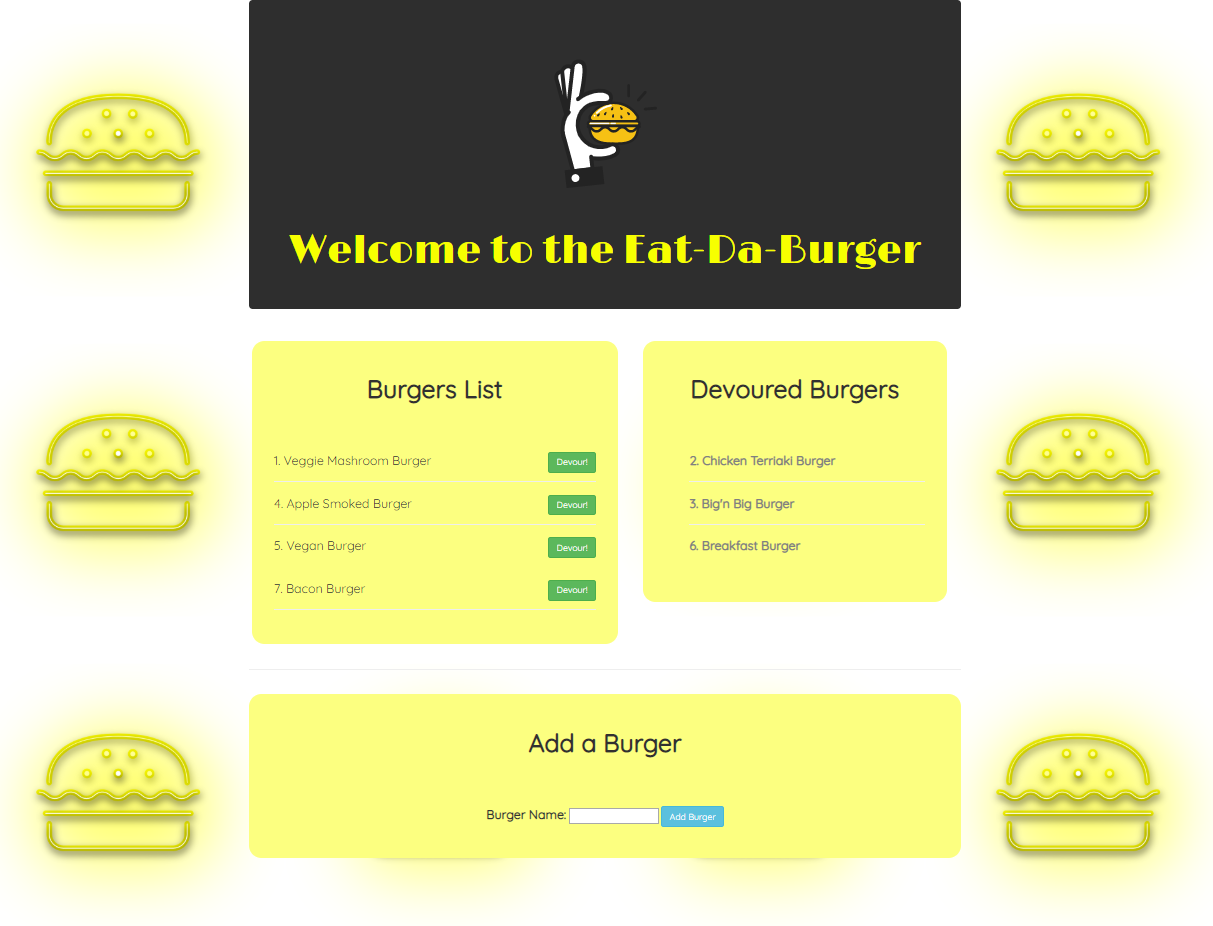 Welcome to the Eat-Da-Burger
Burgers List
1. Veggie Mashroom Burger Devour!
4. Apple Smoked Burger Devour!
5. Vegan Burger Devour!
7. Bacon Burger Devour!
Devoured Burgers
2. Chicken Terriaki Burger
3. Big'n Big Burger
6. Breakfast Burger
Add a Burger
Burger Name: Add Burger